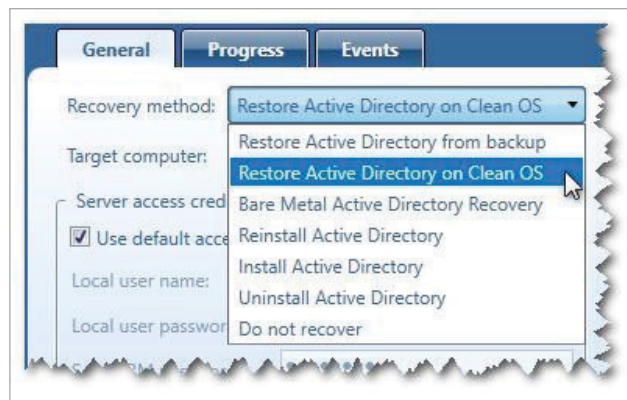 General Progress Events
Recovery method: Restore Active Directory on Clean OS
Restore Active Directory from backup
Target computer:
Restore Active Directory on Clean OS
Server access cred
Bare Metal Active Directory Recovery
Use default acce
Reinstall Active Directory
Install Active Directory
Local user name:
Uninstall Active Directory
Local user passwor
Do not recover